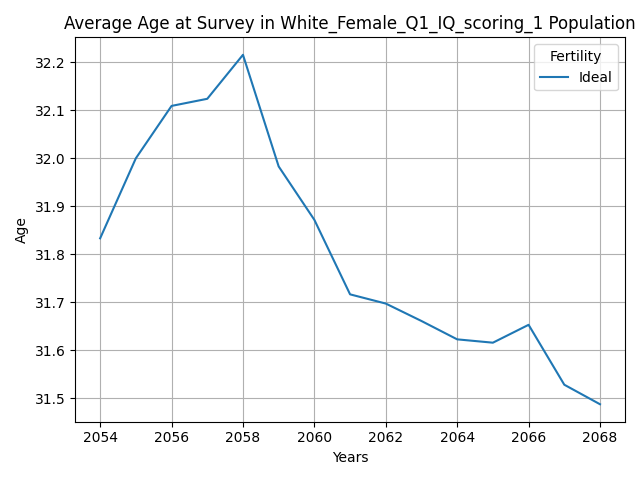 Average Age at Survey in White_Female_Q1_IQ_scoring_1 Population
Fertility
Ideal
32.2
32.1
32.0
31.9
31.8
31.7
31.6
31.5
Age
2054 2056 2058 2060 2062 2064 2066 2068
Years